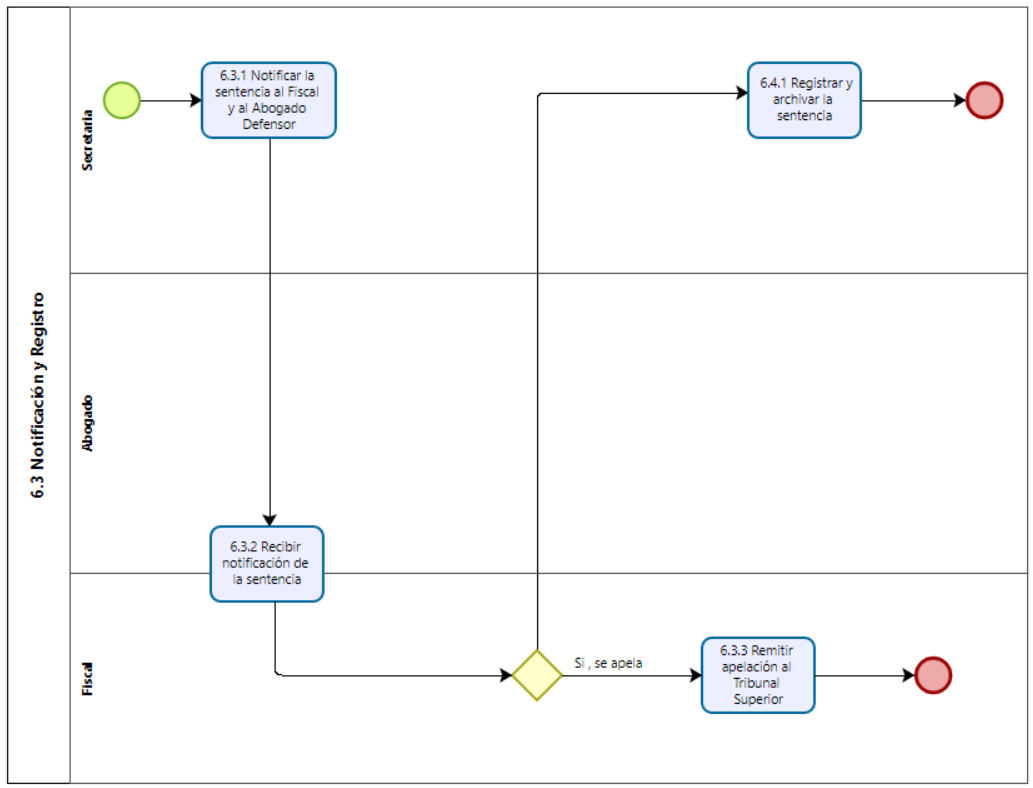 6.3 Notificación y Registro
Secretaria
6.3.1 Notificar la
sentencia al Fiscal
y al Abogado
Defensor
6.4.1 Registrar y
archivar la
sentencia
Abogado
6.3.2 Recibir
notificación de
la sentencia
Fiscal
Si , se apela
6.3.3 Remitir
apelación al
Tribunal
Superior